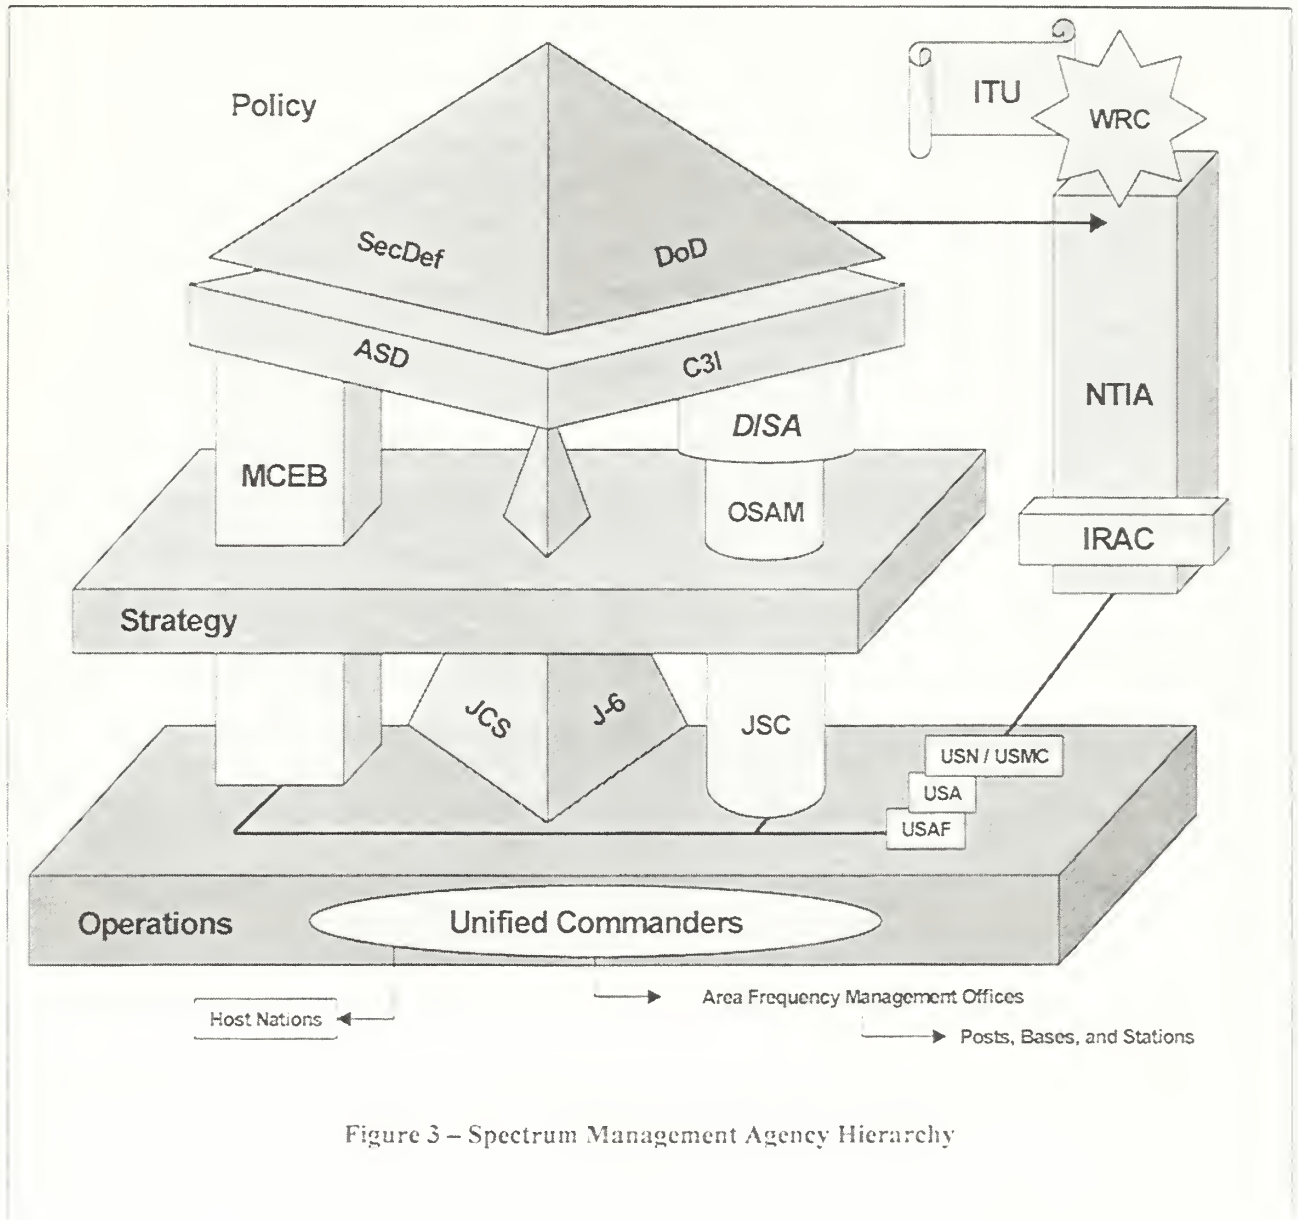 Policy
ITU
WRC
SecDef
DoD
ASD
C3I
NTIA
DISA
MCEB
OSAM
IRAC
Strategy
JCS
J-6
JSC
USN / USMC
USA
USAF
Operations
Unified Commanders
Area Frequency Management Offices
Host Nations
Posts, Bases, and Stations
Figure 3 – Spectrum Management Agency Hierarchy